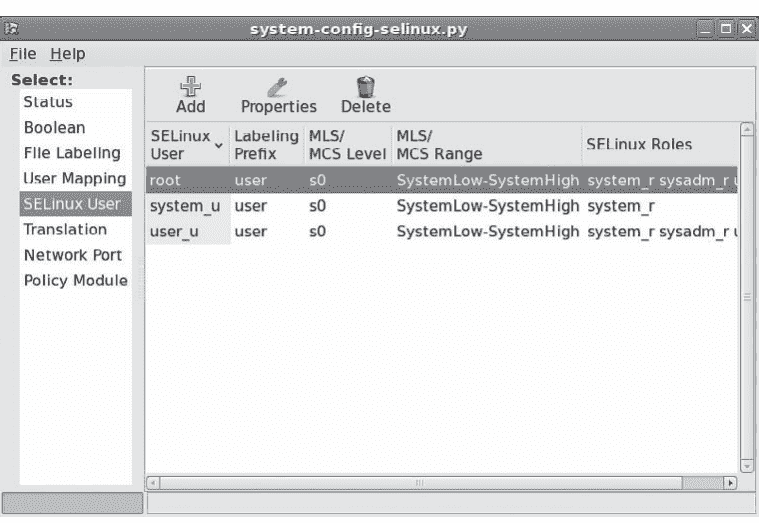 system-config-selinux.py
File Help
Select:
Status
Boolean
File Labeling
User Mapping
SELinux User
Translation
Network Port
Policy Module
Add Properties Delete
SELinux User Labeling Prefix MLS/ MCS Level MLS/ MCS Range SELinux Roles
root user s0 SystemLow-SystemHigh system_r sysadm_r
system_u user s0 SystemLow-SystemHigh system_r
user_u user s0 SystemLow-SystemHigh system_r sysadm_r